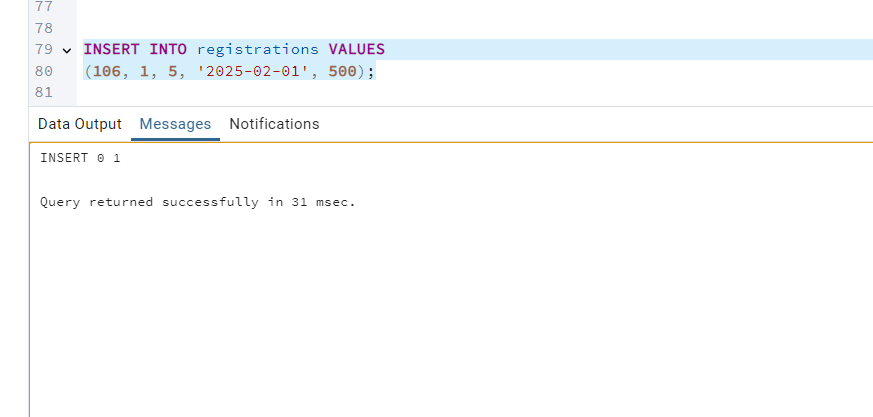 77
78
79 INSERT INTO registrations VALUES
80 (106, 1, 5, '2025-02-01', 500);
81
Data Output Messages Notifications
INSERT 0 1
Query returned successfully in 31 msec.